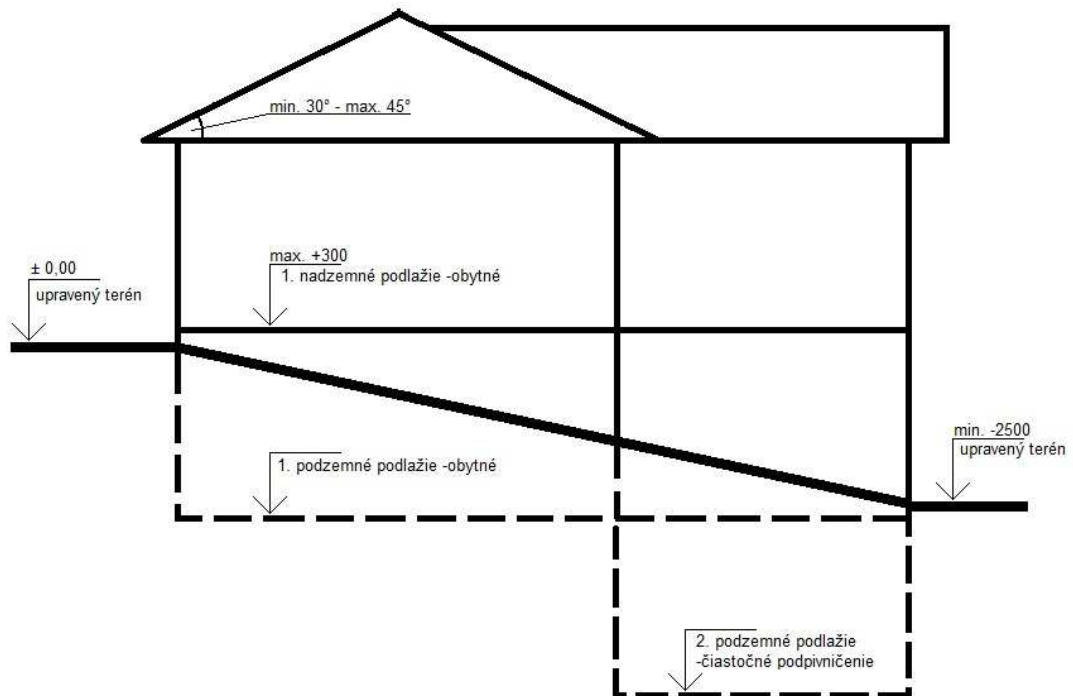 min. 30° - max. 45°
± 0,00
upravený terén
max. +300
1. nadzemné podlažie -obytné
min. -2500
upravený terén
1. podzemné podlažie -obytné
2. podzemné podlažie
-čiastočné podpivničenie